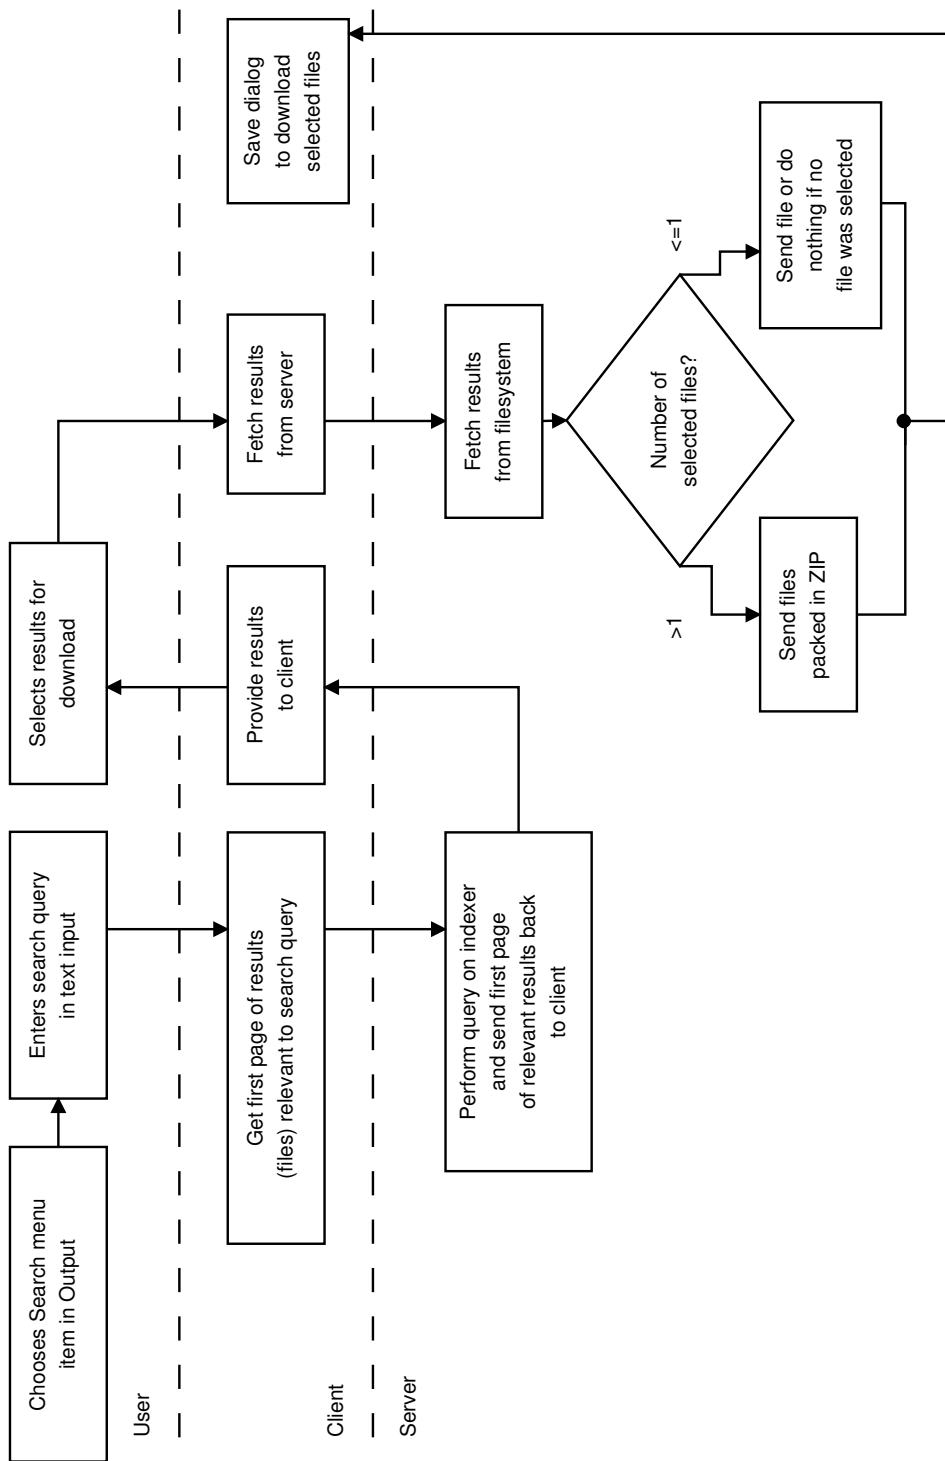 Chooses Search menu
item in Output
Enters search query
in text input
Selects results for
download
User
Get first page of results
(files) relevant to search query
Provide results
to client
Fetch results
from server
Save dialog
to download
selected files
Client
Server
Perform query on indexer
and send first page
of relevant results back
to client
Fetch results
from filesystem
Number of
selected files?
>1
<=1
Send files
packed in ZIP
Send file or do
nothing if no
file was selected